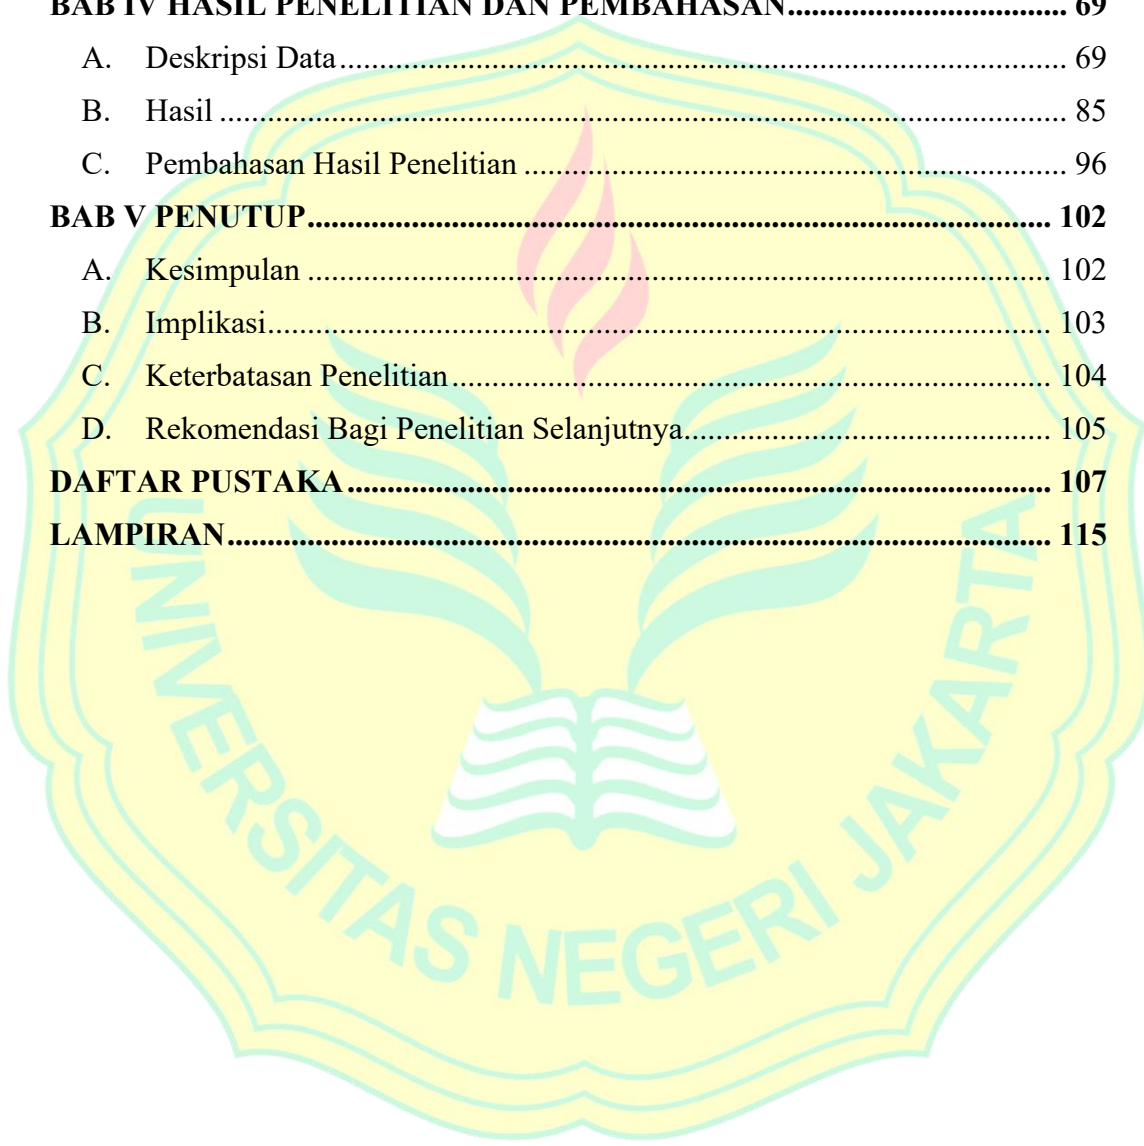 BAB IV HASIL PENELITIAN DAN PEMBAHASAN.................................. 69
A. Deskripsi Data.......................................................................................... 69
B. Hasil ......................................................................................................... 85
C. Pembahasan Hasil Penelitian ................................................................... 96
BAB V PENUTUP............................................................................................ 102
A. Kesimpulan ............................................................................................ 102
B. Implikasi................................................................................................. 103
C. Keterbatasan Penelitian.......................................................................... 104
D. Rekomendasi Bagi Penelitian Selanjutnya............................................. 105
DAFTAR PUSTAKA....................................................................................... 107
LAMPIRAN...................................................................................................... 115
UNIVERSITAS NEGERI JAKARTA